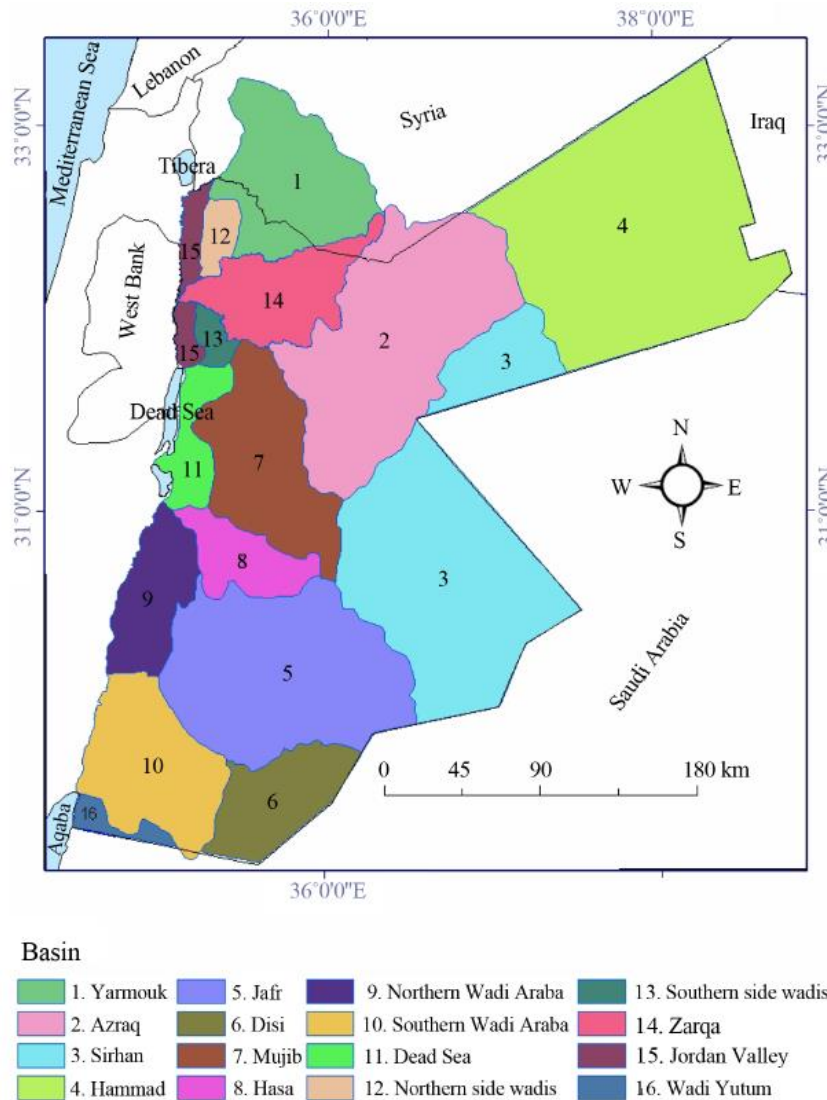 36°0'0"E 38°0'0"E
Mediterranean Sea
Lebanon
Syria
Iraq
33°0'0"N
33°0'0"N
Tibera
1
4
12
15
West Bank
14
2
13
15
3
Dead Sea
7
11
N
W E
S
31°0'0"N
31°0'0"N
8
3
9
Saudi Arabia
5
10
0 45 90 180 km
6
16
Aqaba
36°0'0"E 38°0'0"E
Basin
1. Yarmouk 5. Jafr 9. Northern Wadi Araba 13. Southern side wadis
2. Azraq 6. Disi 10. Southern Wadi Araba 14. Zarqa
3. Sirhan 7. Mujib 11. Dead Sea 15. Jordan Valley
4. Hammad 8. Hasa 12. Northern side wadis 16. Wadi Yutum